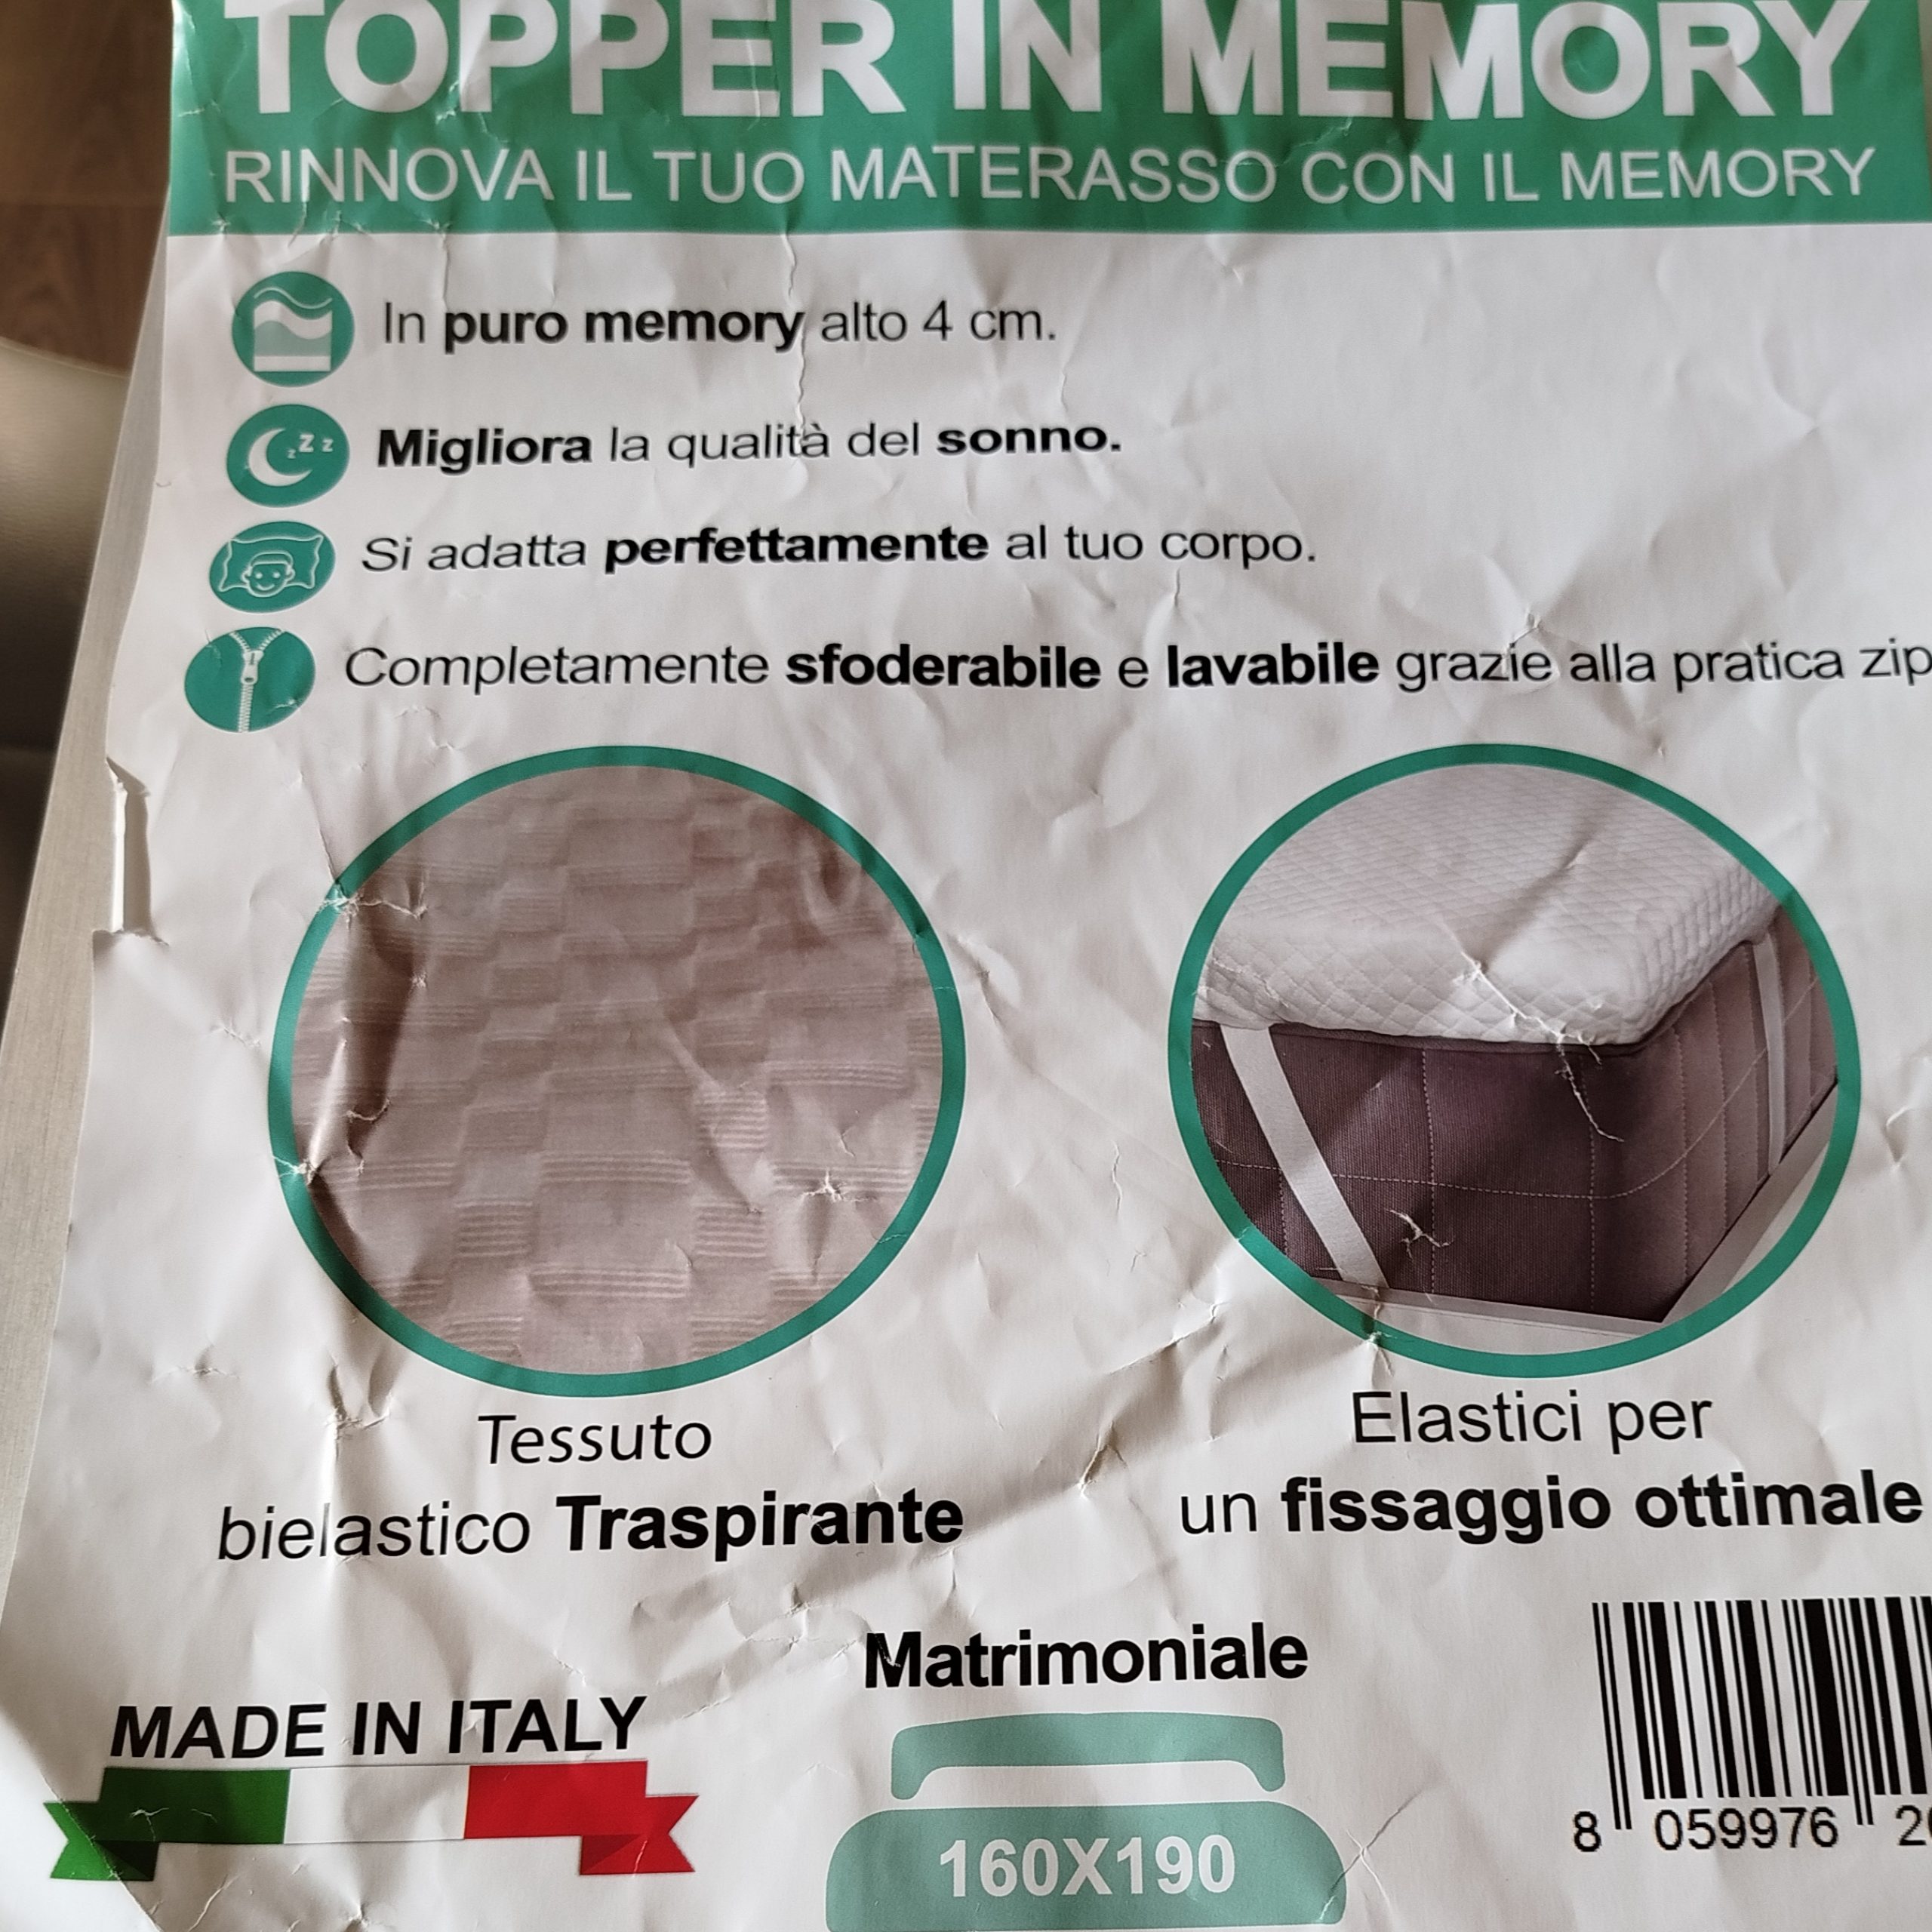 TOPPER IN MEMORY
RINNOVA IL TUO MATERASSO CON IL MEMORY
In puro memory alto 4 cm.
z z z
Migliora la qualità del sonno.
Si adatta perfettamente al tuo corpo.
Completamente sfoderabile e lavabile grazie alla pratica zip
Tessuto
bielastico Traspirante
Elastici per
un fissaggio ottimale
MADE IN ITALY
Matrimoniale
160X190
8 059976 2